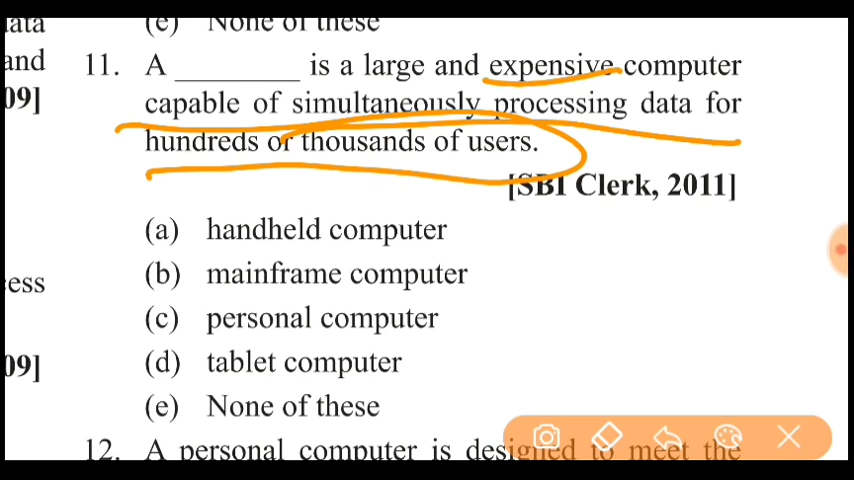 ata
(e) None of these
and
11. A ________ is a large and expensive computer
09]
capable of simultaneously processing data for
hundreds or thousands of users.
[SBI Clerk, 2011]
(a) handheld computer
(b) mainframe computer
ess
(c) personal computer
09]
(d) tablet computer
(e) None of these
12. A personal computer is designed to meet the